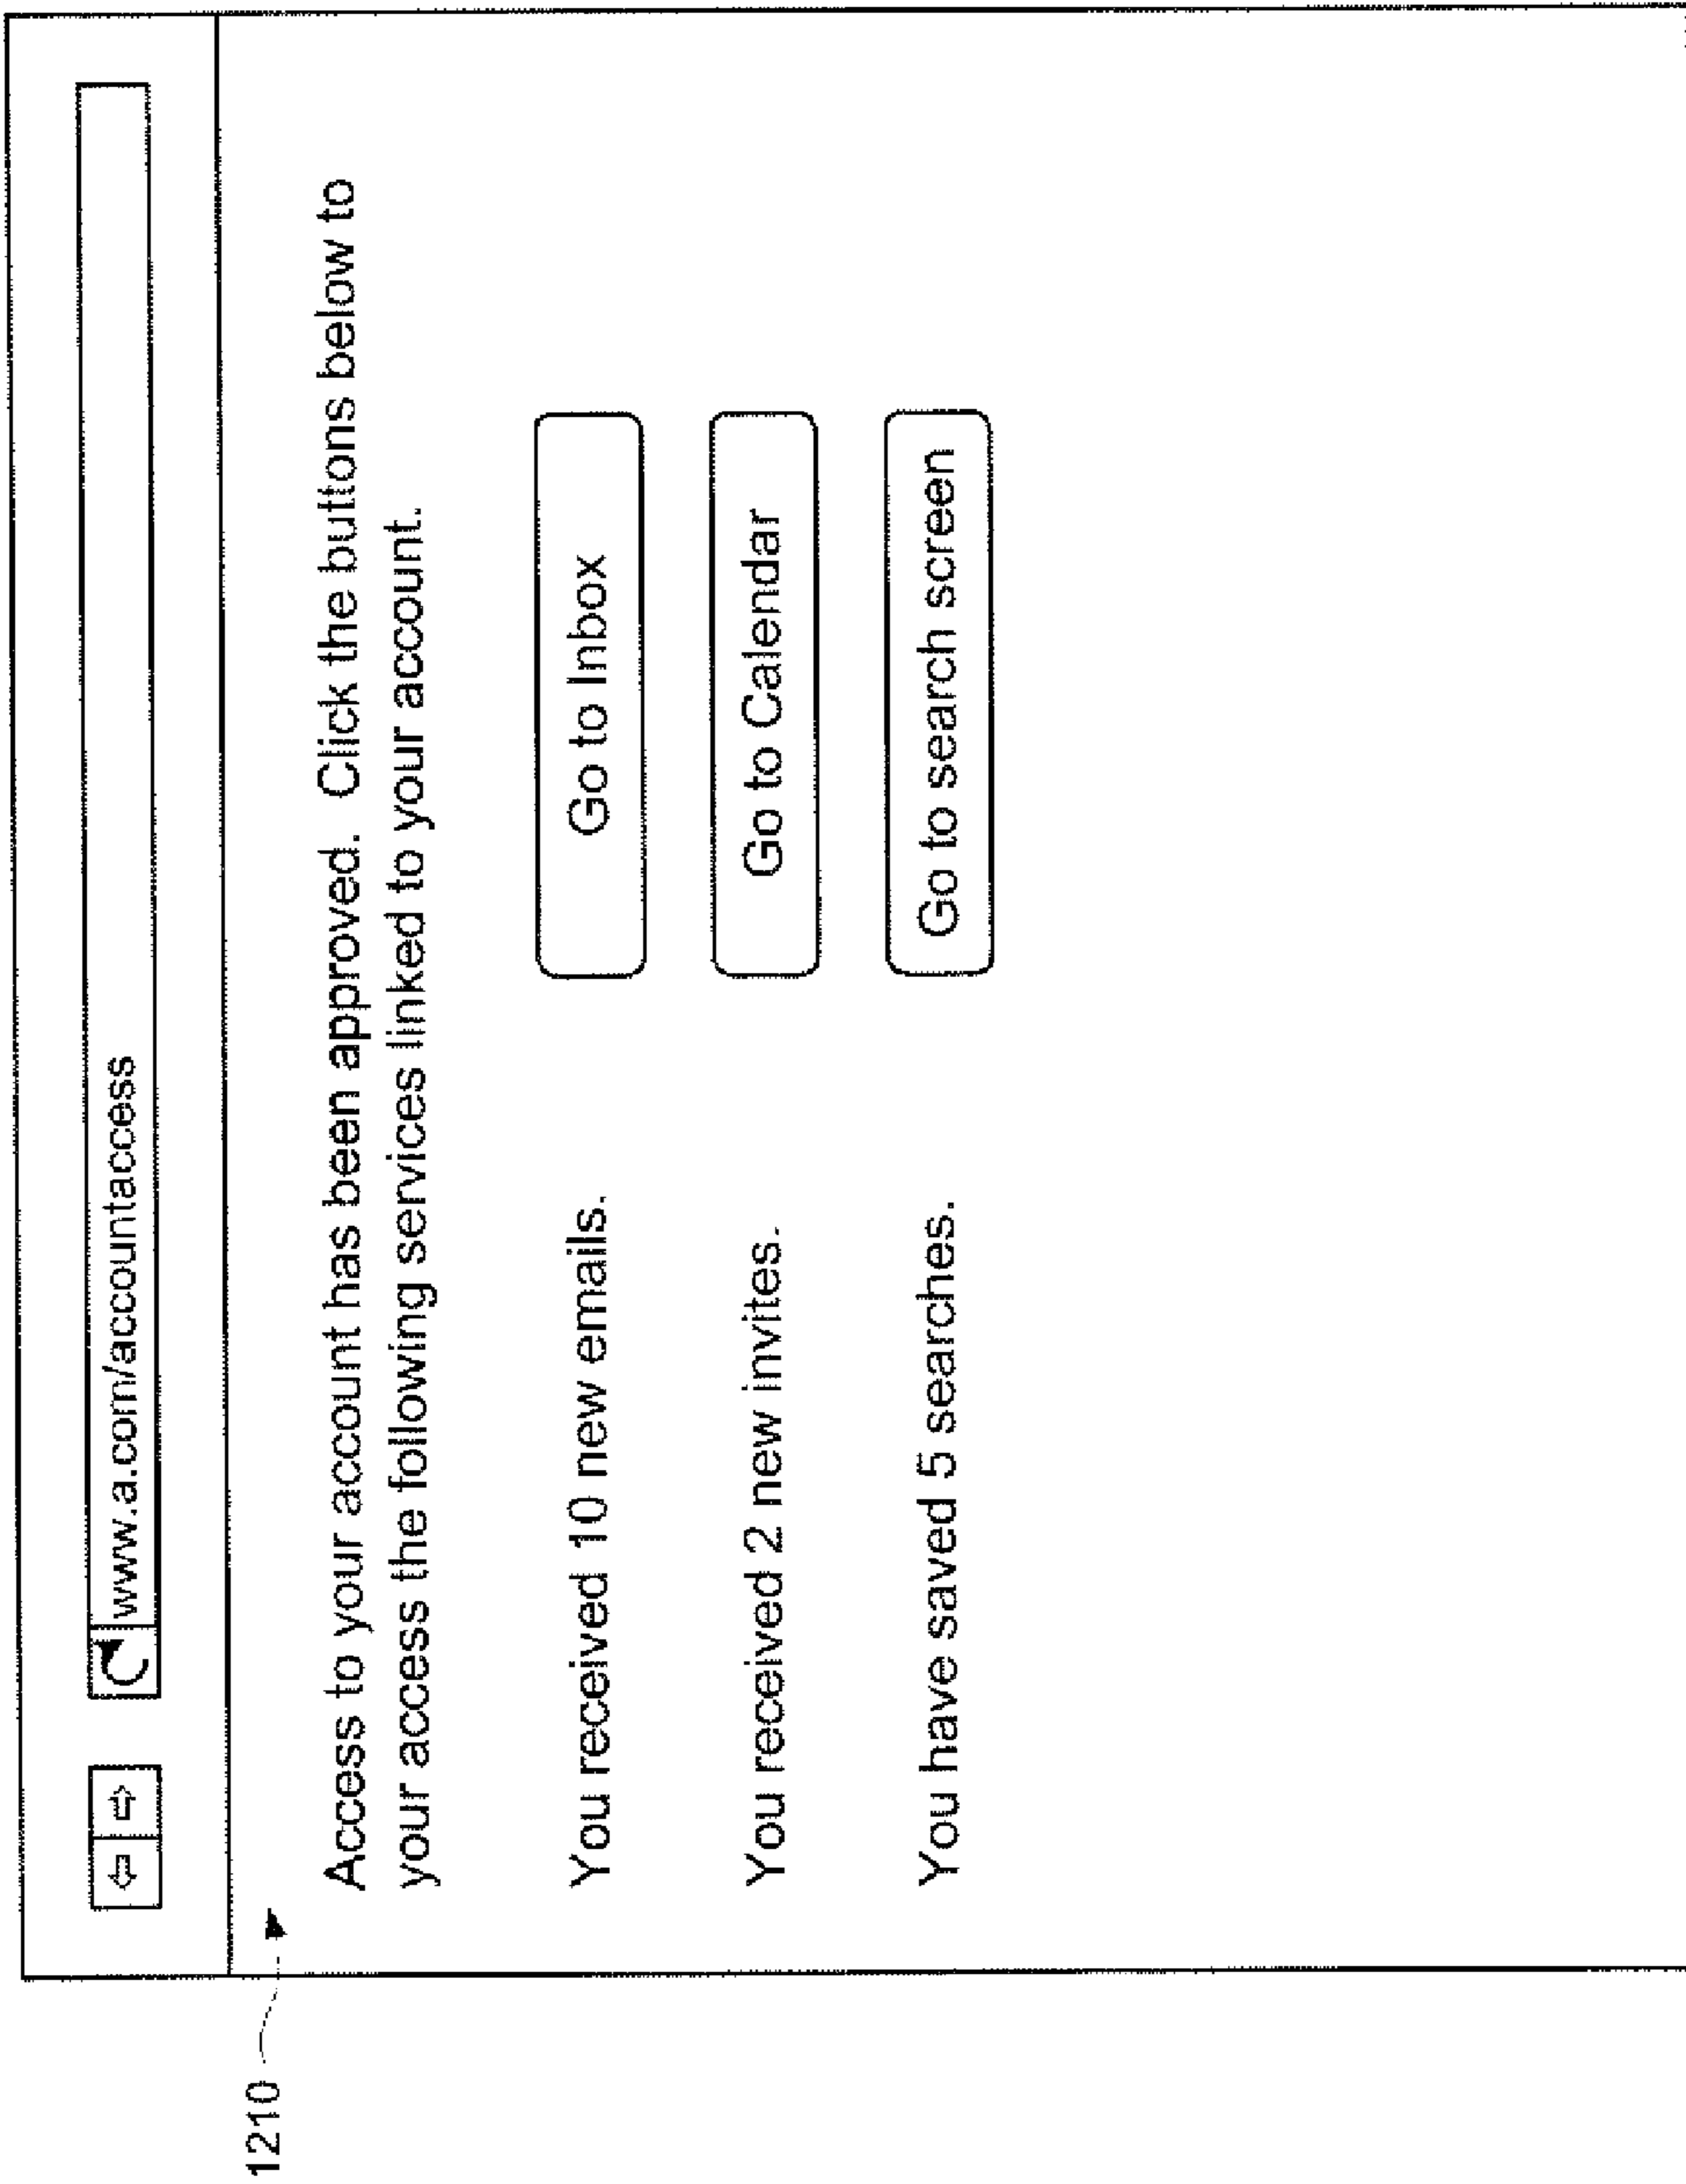 www.a.com/accountaccess
1210
Access to your account has been approved. Click the buttons below to
your access the following services linked to your account.
You received 10 new emails.
Go to Inbox
You received 2 new invites.
Go to Calendar
You have saved 5 searches.
Go to search screen